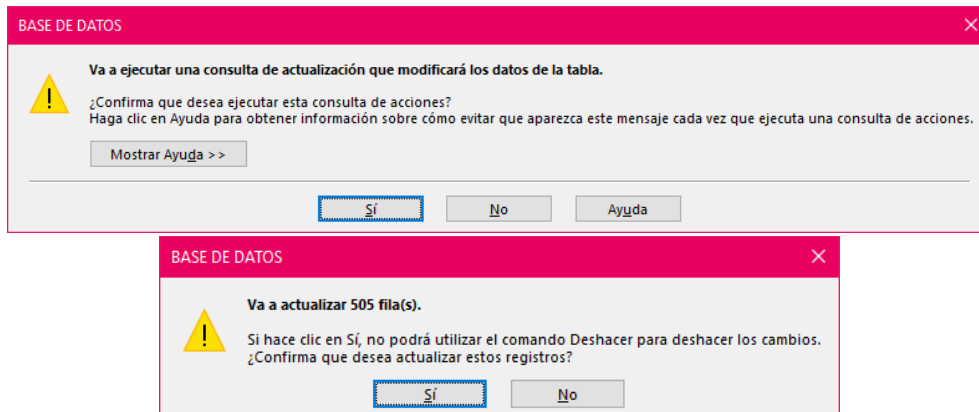 BASE DE DATOS
Va a ejecutar una consulta de actualización que modificará los datos de la tabla.
¿Confirma que desea ejecutar esta consulta de acciones?
Haga clic en Ayuda para obtener información sobre cómo evitar que aparezca este mensaje cada vez que ejecuta una consulta de acciones.
Mostrar Ayuda >>
Sí No Ayuda
BASE DE DATOS
Va a actualizar 505 fila(s).
Si hace clic en Sí, no podrá utilizar el comando Deshacer para deshacer los cambios.
¿Confirma que desea actualizar estos registros?
Sí No